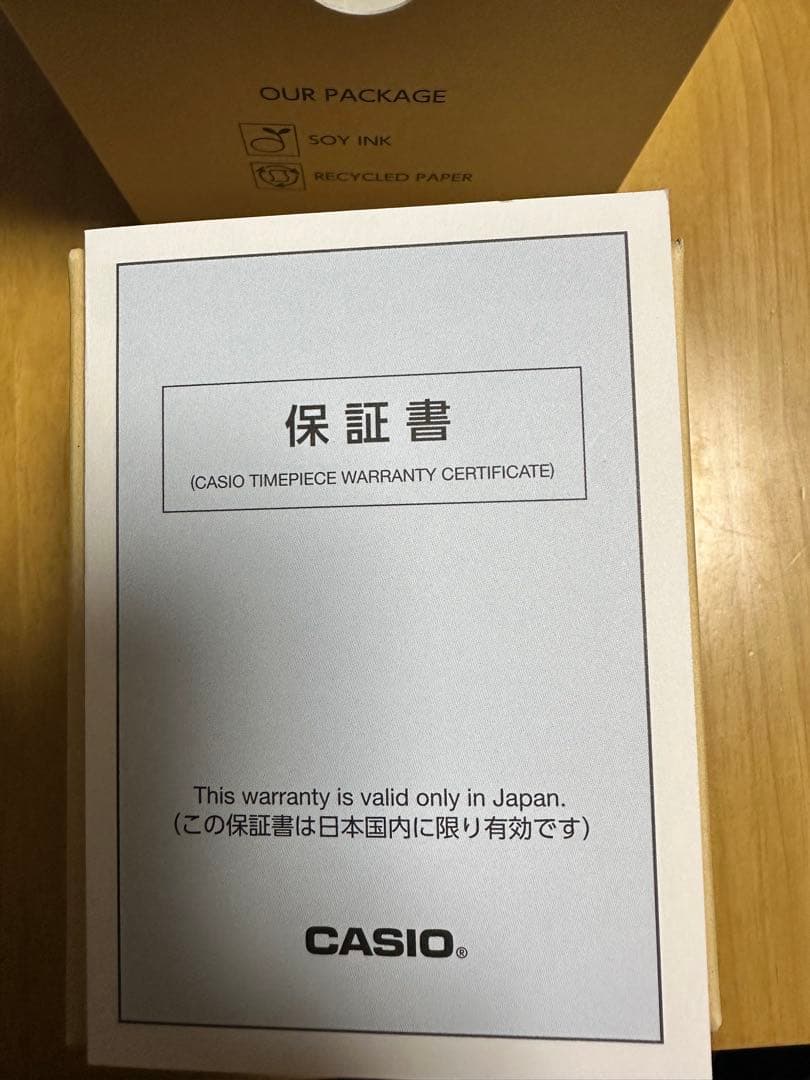 OUR PACKAGE
SOY INK
RECYCLED PAPER
保証書
(CASIO TIMEPIECE WARRANTY CERTIFICATE)
This warranty is valid only in Japan.
(この保証書は日本国内に限り有効です)
CASIO®